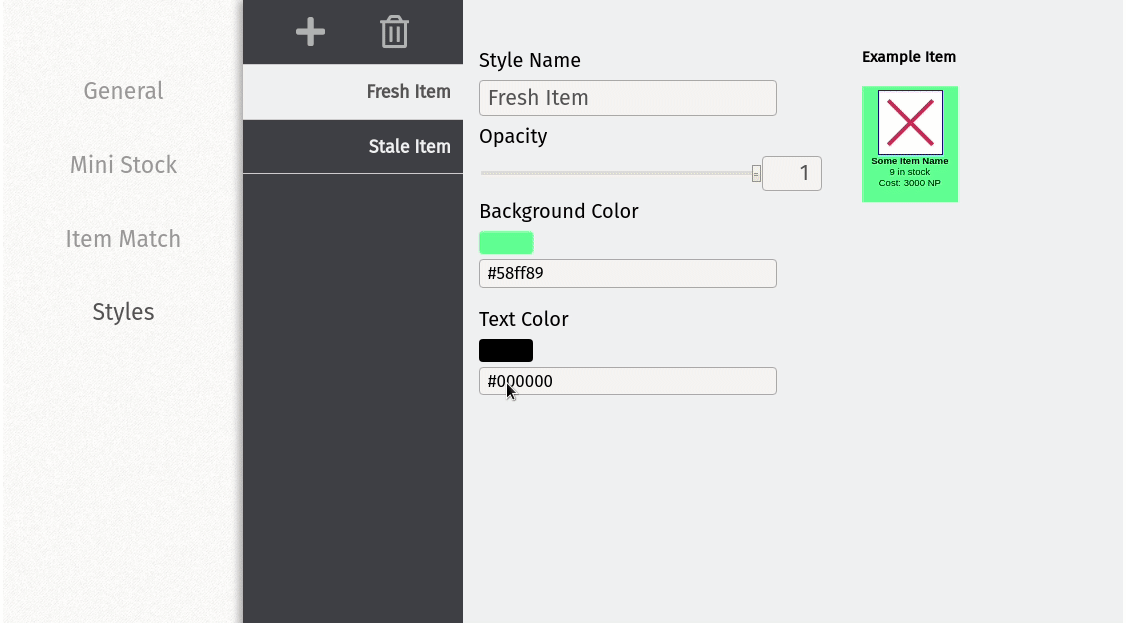 General
Mini Stock
Item Match
Styles
Fresh Item
Stale Item
Style Name
Fresh Item
Opacity
1
Background Color
#58ff89
Text Color
#000000
Example Item
Some Item Name
9 in stock
Cost: 3000 NP